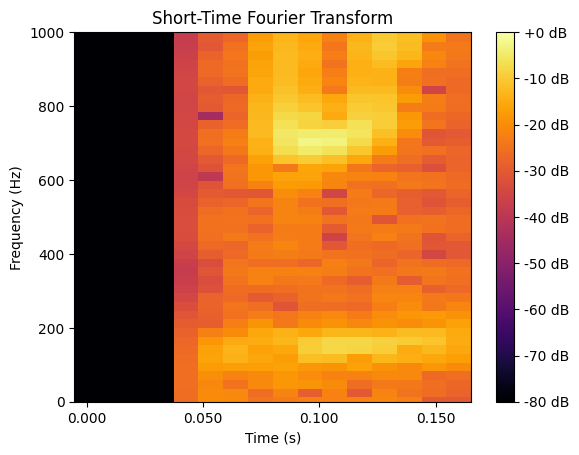 Short-Time Fourier Transform
1000
800
600
400
200
0
Frequency (Hz)
0.000
0.050
0.100
0.150
Time (s)
+0 dB
-10 dB
-20 dB
-30 dB
-40 dB
-50 dB
-60 dB
-70 dB
-80 dB